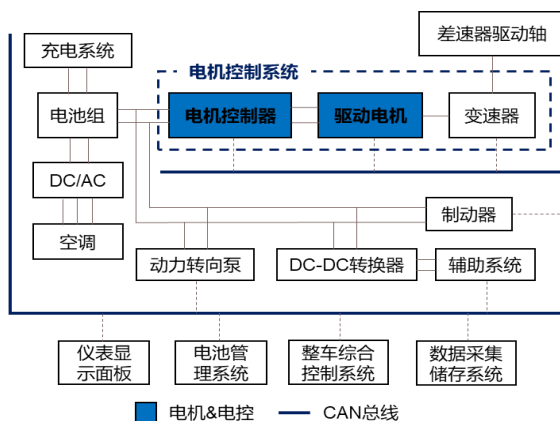 差速器驱动轴
充电系统
电机控制系统
电池组
电机控制器
驱动电机
变速器
DC/AC
制动器
空调
动力转向泵
DC-DC转换器
辅助系统
仪表显
示面板
电池管
理系统
整车综合
控制系统
数据采集
储存系统
电机&电控
CAN总线